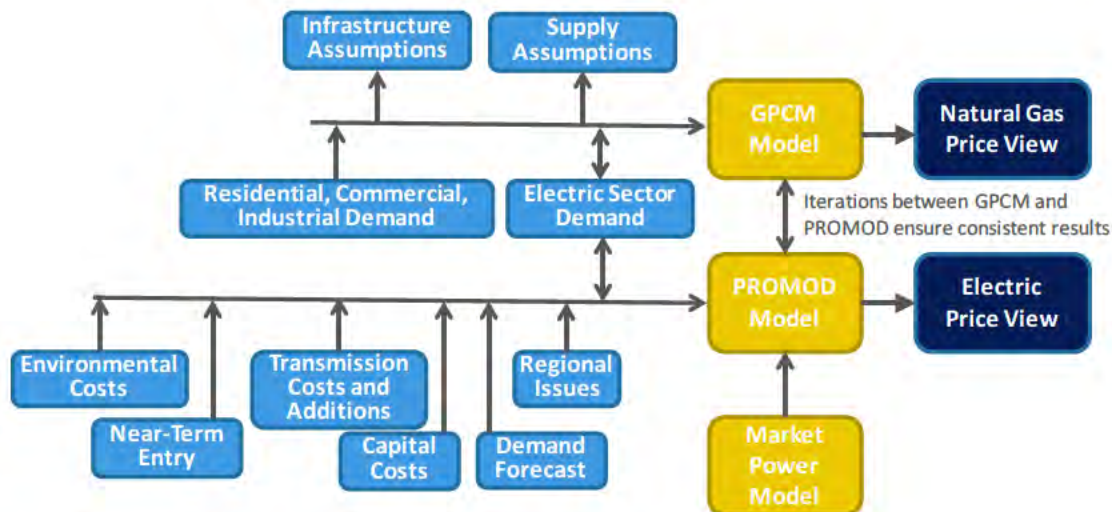 Infrastructure
Assumptions
Supply
Assumptions
GPCM
Model
Natural Gas
Price View
Residential, Commercial,
Industrial Demand
Electric Sector
Demand
Iterations between GPCM and
PROMOD ensure consistent results
PROMOD
Model
Electric
Price View
Environmental
Costs
Transmission
Costs and
Additions
Regional
Issues
Near-Term
Entry
Capital
Costs
Demand
Forecast
Market
Power
Model